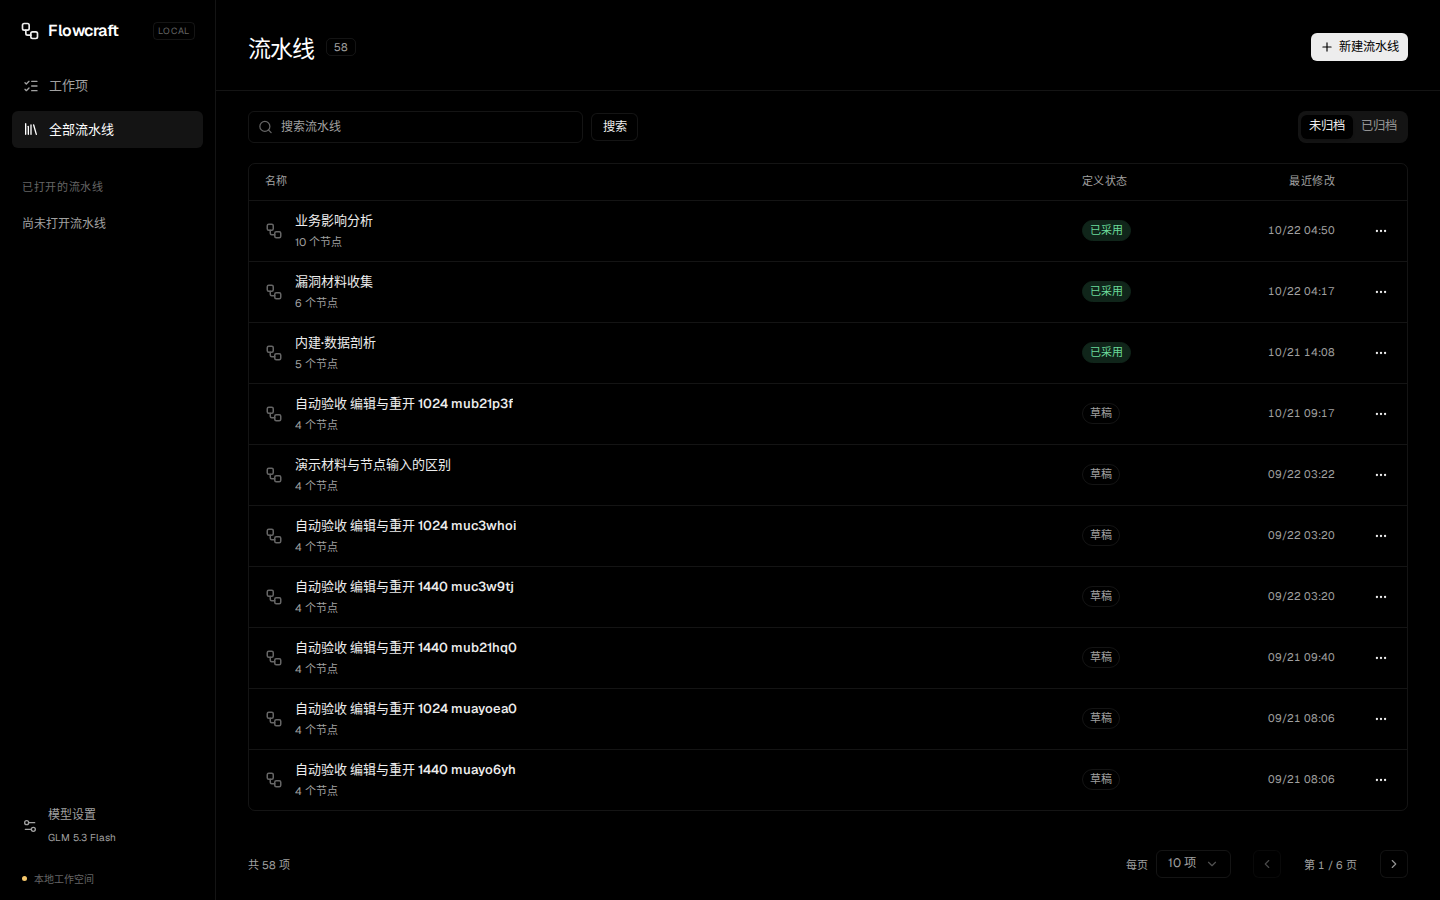 Flowcraft LOCAL
工作项
全部流水线
已打开的流水线
尚未打开流水线
模型设置
GLM 5.3 Flash
本地工作空间
流水线 58
新建流水线
搜索流水线 搜索
未归档 已归档
名称 定义状态 最近修改
业务影响分析
10 个节点
已采用 10/22 04:50
漏洞材料收集
6 个节点
已采用 10/22 04:17
内建·数据剖析
5 个节点
已采用 10/21 14:08
自动验收 编辑与重开 1024 mub21p3f
4 个节点
草稿 10/21 09:17
演示材料与节点输入的区别
4 个节点
草稿 09/22 03:22
自动验收 编辑与重开 1024 muc3whoi
4 个节点
草稿 09/22 03:20
自动验收 编辑与重开 1440 muc3w9tj
4 个节点
草稿 09/22 03:20
自动验收 编辑与重开 1440 mub21hq0
4 个节点
草稿 09/21 09:40
自动验收 编辑与重开 1024 muayoea0
4 个节点
草稿 09/21 08:06
自动验收 编辑与重开 1440 muayo6yh
4 个节点
草稿 09/21 08:06
共 58 项
每页 10 项 第 1 / 6 页